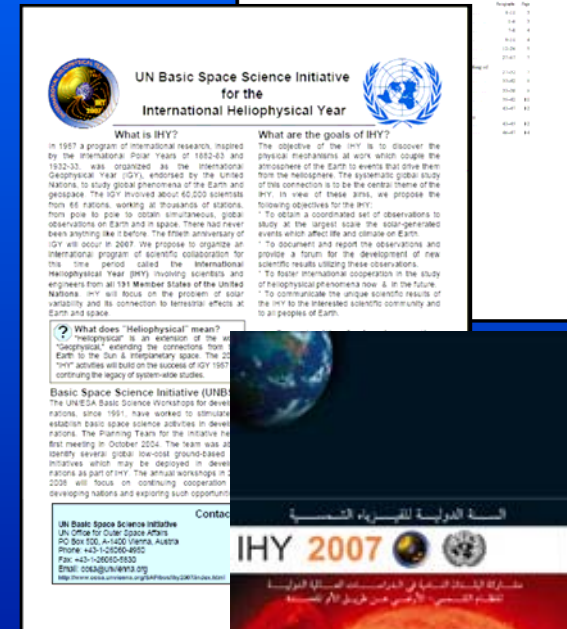 UN Basic Space Science Initiative
for the
International Heliophysical Year
What is IHY?
In 1957 a program of international research, inspired
by the International Polar Years of 1882-83 and
1932-33, was organized as the International
Geophysical Year (IGY), endorsed by the United
Nations, to study global phenomena of the Earth and
geospace. The IGY involved about 60,000 scientists
from 66 nations, working at thousands of stations,
from pole to pole to obtain simultaneous, global
observations on Earth and in space. There had never
been anything like it before. The fiftieth anniversary of
IGY will occur in 2007. We propose to organize an
international program of scientific collaboration for
this time period called the International
Heliophysical Year (IHY) involving scientists and
engineers from all 191 Member States of the United
Nations. IHY will focus on the problem of solar
variability and its connection to terrestrial effects at
Earth and space.
? What does "Heliophysical" mean?
"Heliophysical" is an extension of the
"Geophysical," extending the connections from
Earth to the Sun & interplanetary space. The
"IHY" activities will build on the success of IGY 1957
continuing the legacy of system-wide studies.
Basic Space Science Initiative
The UN/ESA Basic Science Workshops for
nations, since 1991, have worked to stimulate
establish basic space science activities in
nations. The Planning Team for the initiative
first meeting in October 2004. The team was
identify several global low-cost ground-based
initiatives which may be deployed in
nations as part of IHY. The annual workshops in
2008 will focus on continuing cooperation
developing nations and exploring such
Contac
UN Basic Space Science Initiative
UN Office for Outer Space Affairs
PO Box 500, A-1400 Vienna, Austria
Phone: +43-1-26060-4950
Fax: +43-1-26060-5830
Email: oosa@unvienna.org
What are the goals of IHY?
The objective of the IHY is to discover the
physical mechanisms at work which couple the
atmosphere of the Earth to events that drive them
from the heliosphere. The systematic global study
of this connection is to be the central theme of the
IHY. In view of these aims, we propose the
following objectives for the IHY:
* To obtain a coordinated set of observations to
study at the largest scale the solar-generated
events which affect life and climate on Earth.
* To document and report the observations and
provide a forum for the development of new
scientific results utilizing these observations.
* To foster international cooperation in the study
of heliophysical phenomena now & in the future.
* To communicate the unique scientific results of
the IHY to the interested scientific community and
to all peoples of Earth.
السنة الدولية للفيزياء الشمسية
IHY 2007